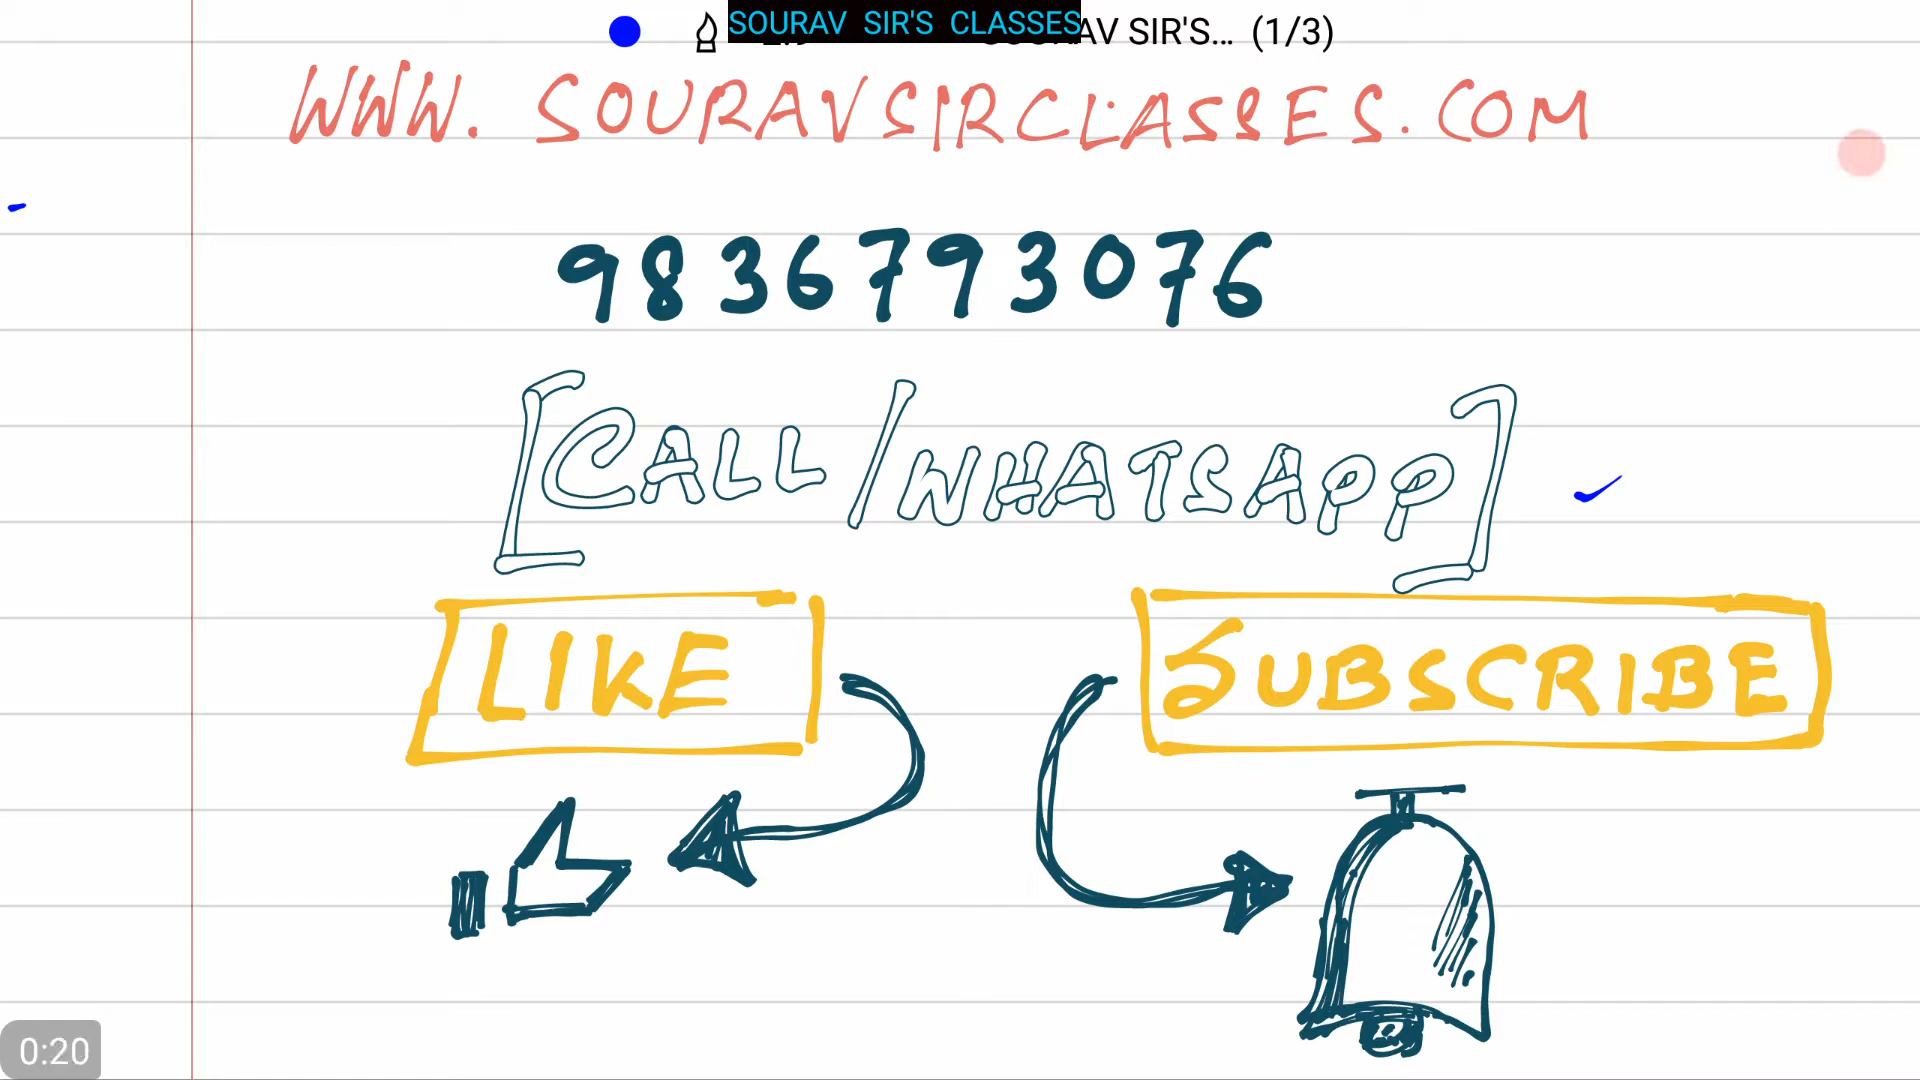 SOURAV SIR'S CLASSES AV SIR'S... (1/3)
WWW. SOURAVSIRCLASSES.COM
9836793076
[CALL/WHATSAPP]
LIKE SUBSCRIBE
0:20